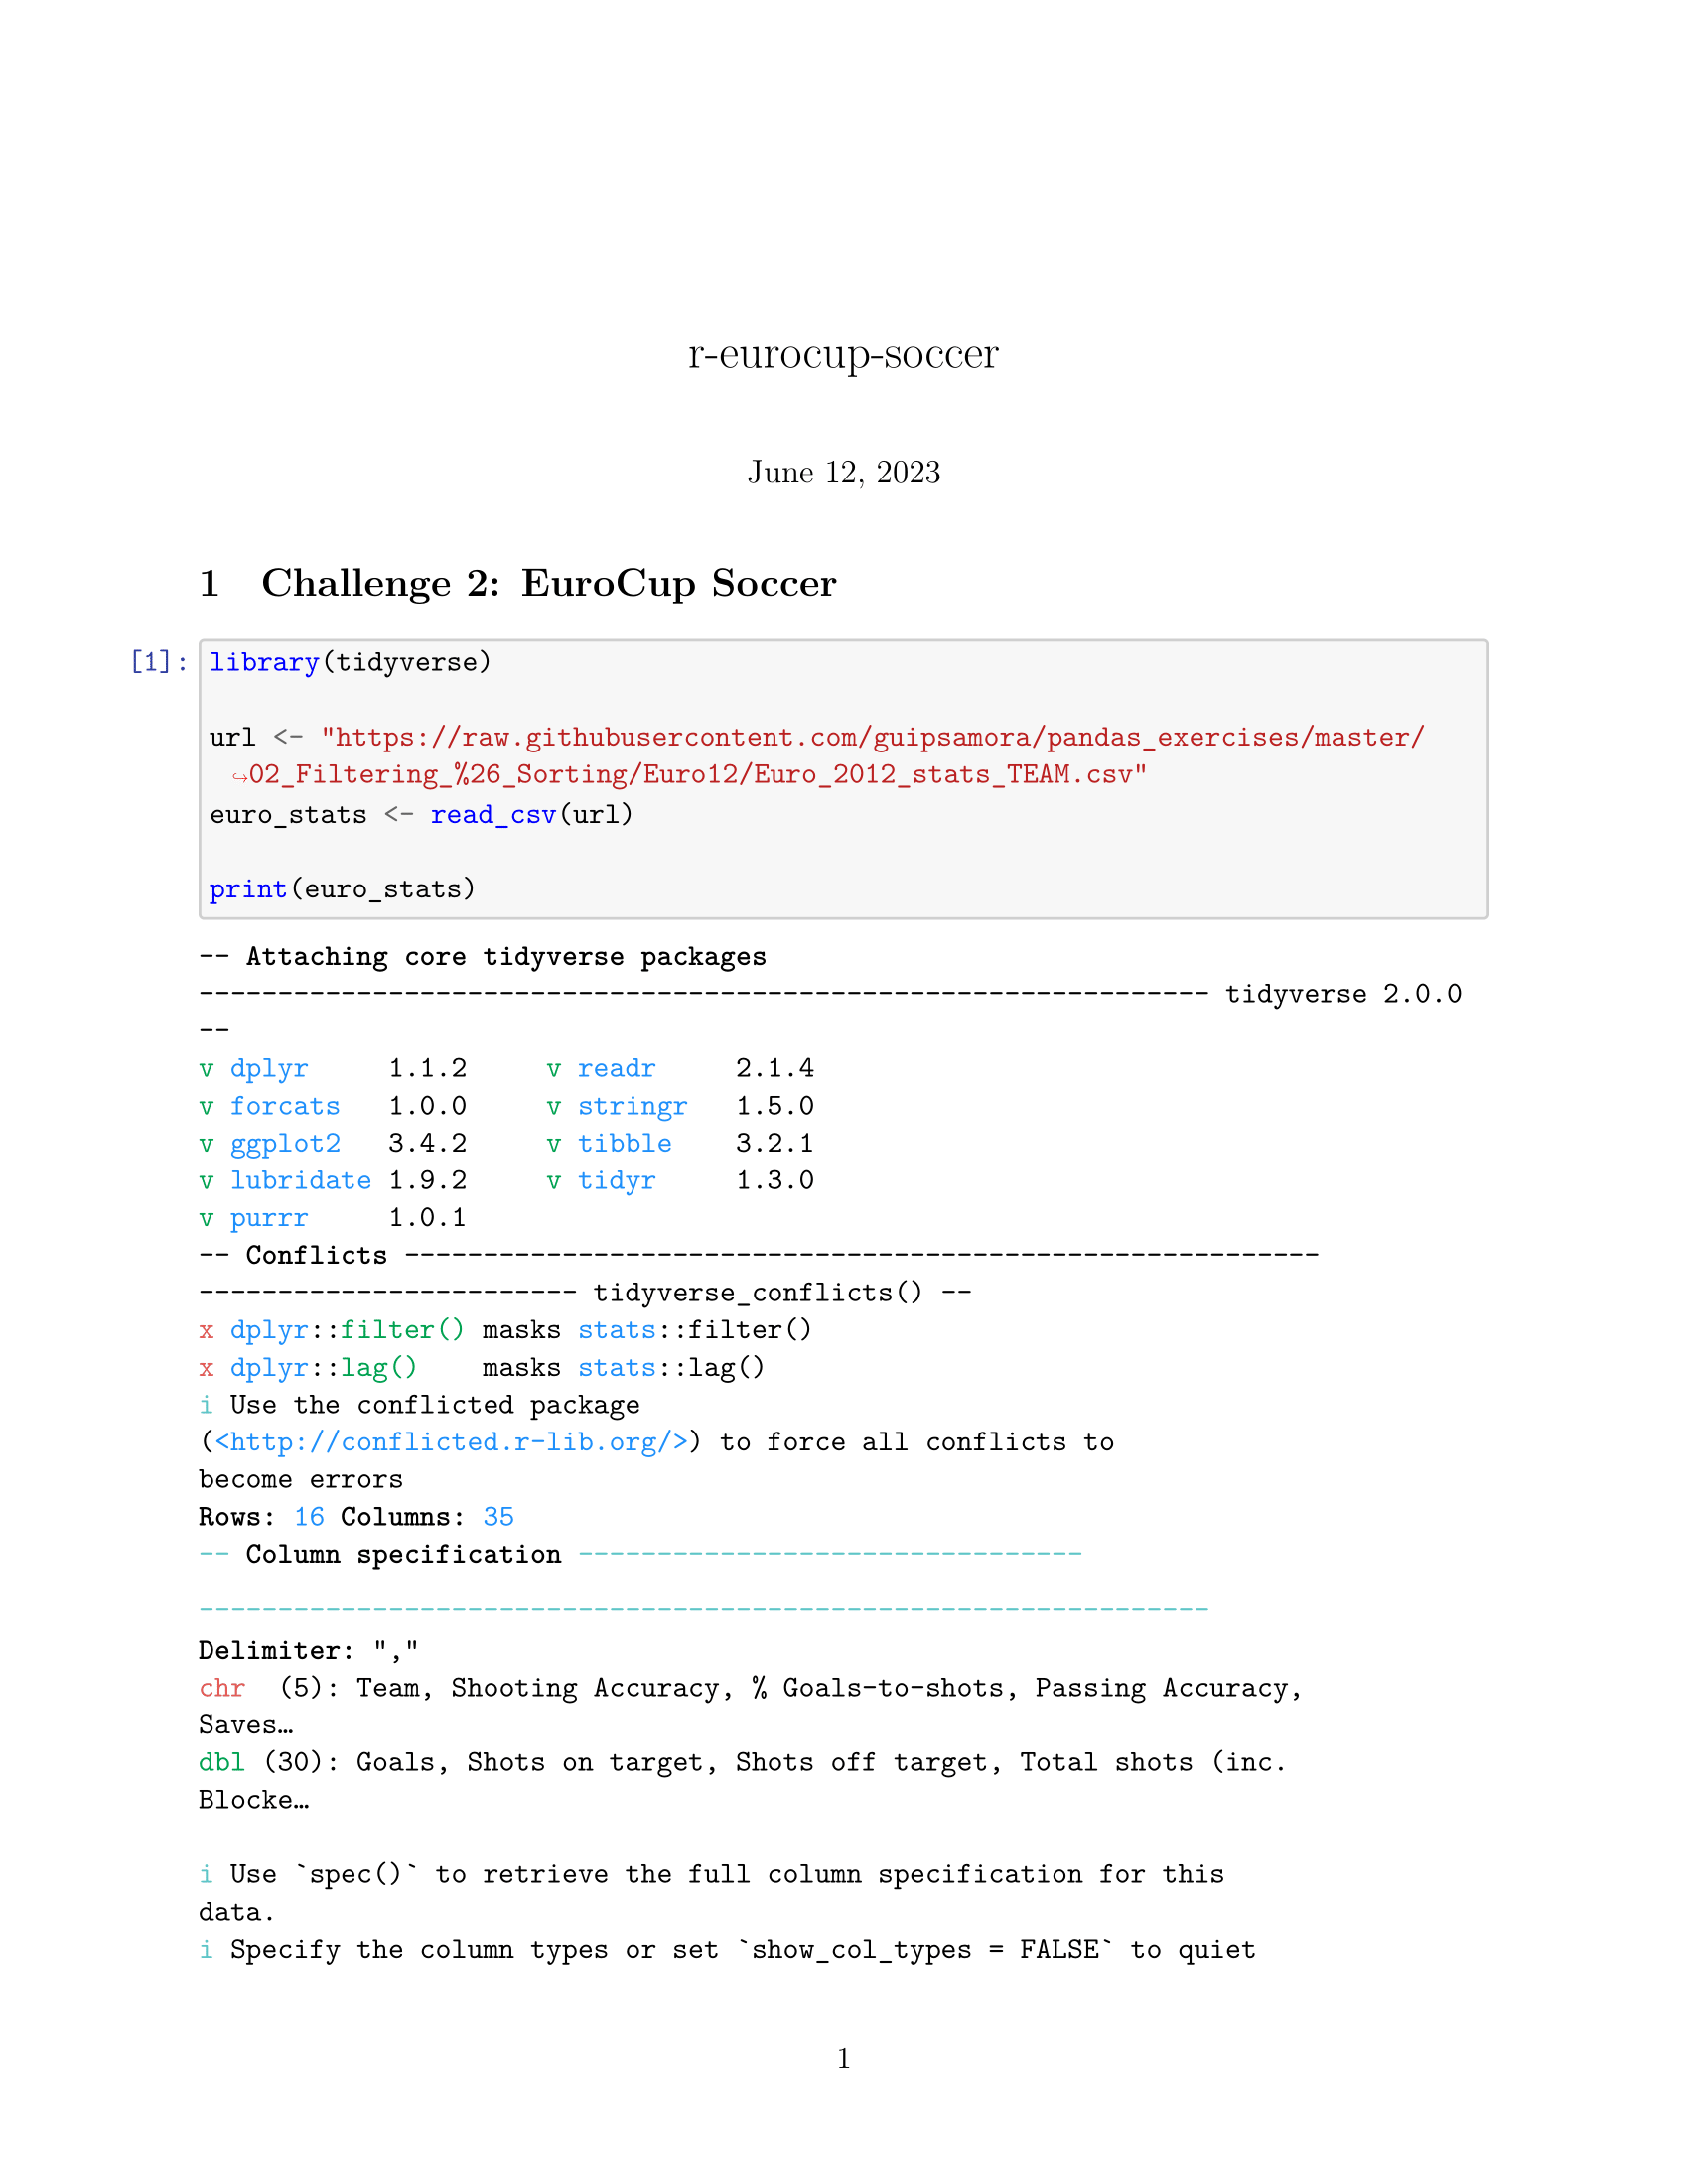 r-eurocup-soccer
June 12, 2023
1 Challenge 2: EuroCup Soccer
[1]: library(tidyverse)
url <- "https://raw.githubusercontent.com/guipsamora/pandas_exercises/master/
↪02_Filtering_%26_Sorting/Euro12/Euro_2012_stats_TEAM.csv"
euro_stats <- read_csv(url)
print(euro_stats)
-- Attaching core tidyverse packages
---------------------------------------------------------------- tidyverse 2.0.0
--
v dplyr     1.1.2     v readr     2.1.4
v forcats   1.0.0     v stringr   1.5.0
v ggplot2   3.4.2     v tibble    3.2.1
v lubridate 1.9.2     v tidyr     1.3.0
v purrr     1.0.1
-- Conflicts ----------------------------------------------------------
------------------------ tidyverse_conflicts() --
x dplyr::filter() masks stats::filter()
x dplyr::lag()    masks stats::lag()
i Use the conflicted package
(<http://conflicted.r-lib.org/>) to force all conflicts to
become errors
Rows: 16 Columns: 35
-- Column specification --------------------------------
----------------------------------------------------------------
Delimiter: ","
chr  (5): Team, Shooting Accuracy, % Goals-to-shots, Passing Accuracy,
Saves…
dbl (30): Goals, Shots on target, Shots off target, Total shots (inc.
Blocke…
i Use `spec()` to retrieve the full column specification for this
data.
i Specify the column types or set `show_col_types = FALSE` to quiet
1